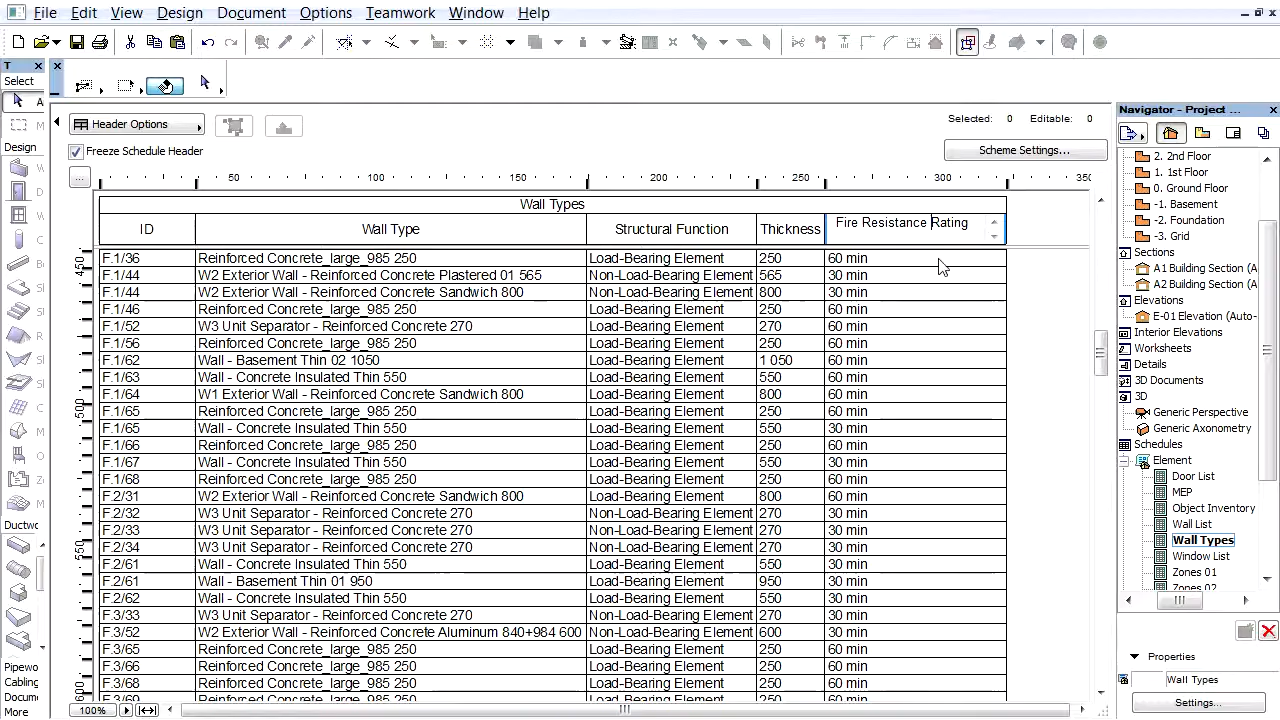 File Edit View Design Document Options Teamwork Window Help
T
Select
Header Options
Selected: 0 Editable: 0
Freeze Schedule Header
Scheme Settings...
Design
50 100 150 200 250 300 350
Wall Types
ID Wall Type Structural Function Thickness Fire Resistance Rating
F.1/36 Reinforced Concrete_large_985 250 Load-Bearing Element 250 60 min
F.1/44 W2 Exterior Wall - Reinforced Concrete Plastered 01 565 Non-Load-Bearing Element 565 30 min
F.1/44 W2 Exterior Wall - Reinforced Concrete Sandwich 800 Non-Load-Bearing Element 800 30 min
F.1/46 Reinforced Concrete_large_985 250 Load-Bearing Element 250 60 min
F.1/52 W3 Unit Separator - Reinforced Concrete 270 Load-Bearing Element 270 60 min
F.1/56 Reinforced Concrete_large_985 250 Load-Bearing Element 250 60 min
F.1/62 Wall - Basement Thin 02 1050 Load-Bearing Element 1 050 60 min
F.1/63 Wall - Concrete Insulated Thin 550 Load-Bearing Element 550 60 min
F.1/64 W1 Exterior Wall - Reinforced Concrete Sandwich 800 Load-Bearing Element 800 60 min
F.1/65 Reinforced Concrete_large_985 250 Load-Bearing Element 250 60 min
F.1/65 Wall - Concrete Insulated Thin 550 Load-Bearing Element 550 60 min
F.1/66 Reinforced Concrete_large_985 250 Load-Bearing Element 250 60 min
F.1/67 Wall - Concrete Insulated Thin 550 Load-Bearing Element 550 30 min
F.1/68 Reinforced Concrete_large_985 250 Load-Bearing Element 250 30 min
F.2/31 W2 Exterior Wall - Reinforced Concrete Sandwich 800 Load-Bearing Element 800 30 min
F.2/32 W3 Unit Separator - Reinforced Concrete 270 Non-Load-Bearing Element 270 30 min
F.2/33 W3 Unit Separator - Reinforced Concrete 270 Non-Load-Bearing Element 270 30 min
F.2/34 W3 Unit Separator - Reinforced Concrete 270 Non-Load-Bearing Element 270 30 min
F.2/61 Wall - Concrete Insulated Thin 550 Load-Bearing Element 550 30 min
F.2/61 Wall - Basement Thin 01 950 Load-Bearing Element 950 30 min
F.2/62 Wall - Concrete Insulated Thin 550 Load-Bearing Element 550 30 min
F.3/33 W3 Unit Separator - Reinforced Concrete 270 Non-Load-Bearing Element 270 30 min
F.3/52 W2 Exterior Wall - Reinforced Concrete Aluminum 840+984 600 Non-Load-Bearing Element 600 30 min
F.3/65 Reinforced Concrete_large_985 250 Load-Bearing Element 250 30 min
F.3/66 Reinforced Concrete_large_985 250 Load-Bearing Element 250 30 min
F.3/68 Reinforced Concrete_large_985 250 Load-Bearing Element 250 30 min
F.3/69 Reinforced Concrete_large_985 250 Load-Bearing Element 250 30 min
450
500
550
600
Ductwo
Pipewo
Cabling
Docume
More
100%
Navigator - Project ...
2. 2nd Floor
1. 1st Floor
0. Ground Floor
-1. Basement
-2. Foundation
-3. Grid
Sections
A1 Building Section (A
A2 Building Section (A
Elevations
E-01 Elevation (Auto-
Interior Elevations
Worksheets
Details
3D Documents
3D
Generic Perspective
Generic Axonometry
Schedules
Element
Door List
MEP
Object Inventory
Wall List
Wall Types
Window List
Zones 01
Zones 02
Properties
Wall Types
Settings...